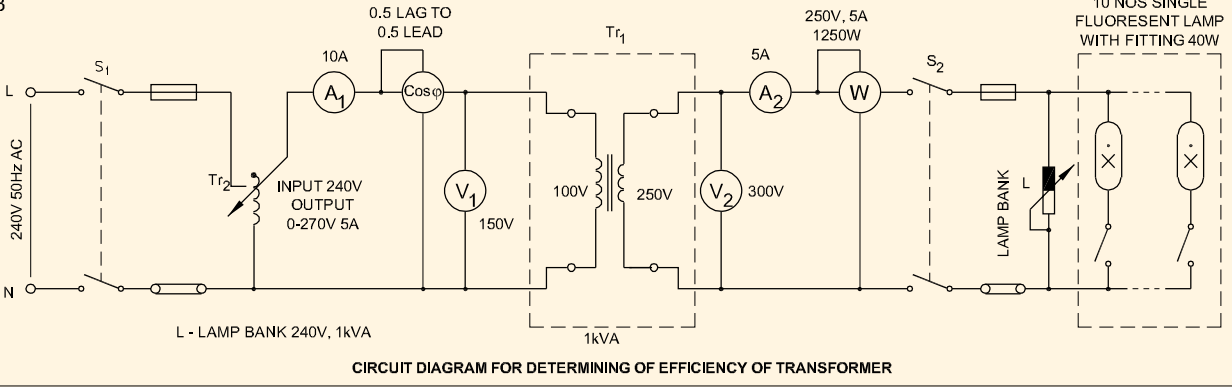 3
0.5 LAG TO
0.5 LEAD
250V, 5A
1250W
10 NOS SINGLE
FLUORESENT LAMP
WITH FITTING 40W
Tr1
10A
5A
S1
S2
L
A1
Cosφ
A2
W
240V 50Hz AC
Tr2
INPUT 240V
OUTPUT
0-270V 5A
V1
150V
100V
250V
V2
300V
LAMP BANK
L
N
L - LAMP BANK 240V, 1kVA
1kVA
CIRCUIT DIAGRAM FOR DETERMINING OF EFFICIENCY OF TRANSFORMER